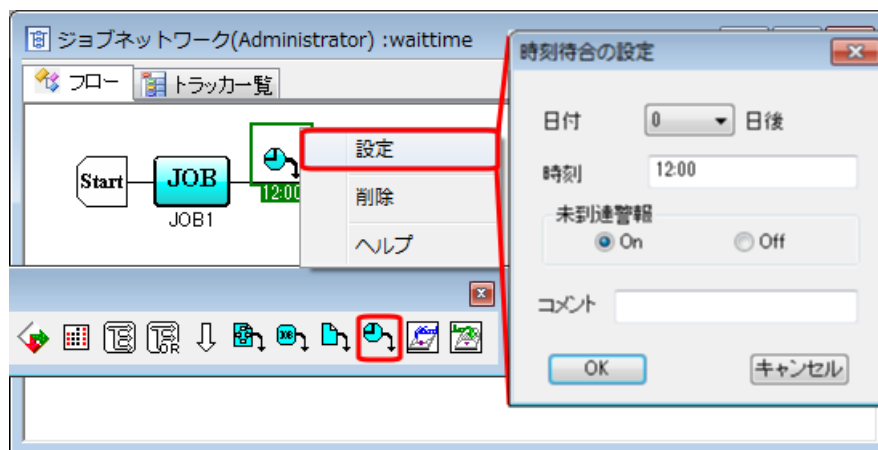 ジョブネットワーク(Administrator) :waittime
フロー
トラッカ一覧
Start
JOB
12:00
JOB1
設定
削除
ヘルプ
時刻待合の設定
日付 0 日後
時刻 12:00
未到達警報
On Off
コメント
OK キャンセル
OR
JOB